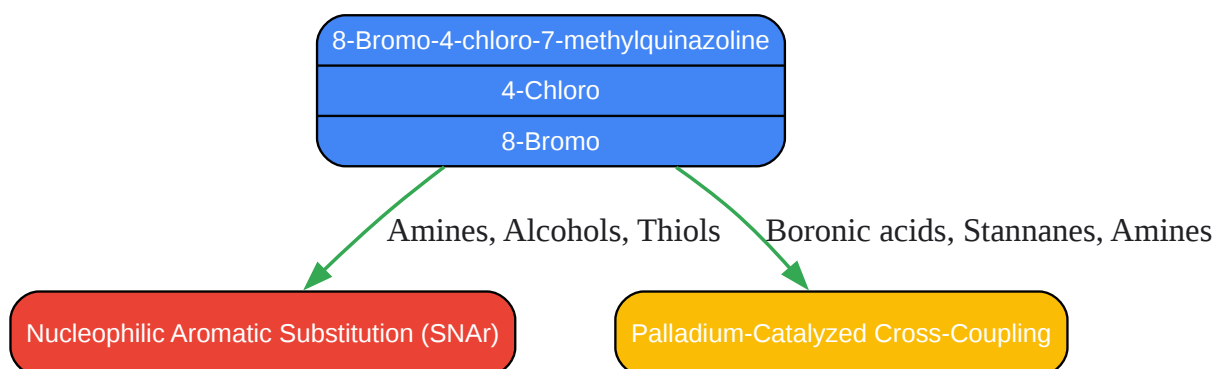 8-Bromo-4-chloro-7-methylquinazoline
4-Chloro
8-Bromo
Amines, Alcohols, Thiols
Boronic acids, Stannanes, Amines
Nucleophilic Aromatic Substitution (SNAr)
Palladium-Catalyzed Cross-Coupling